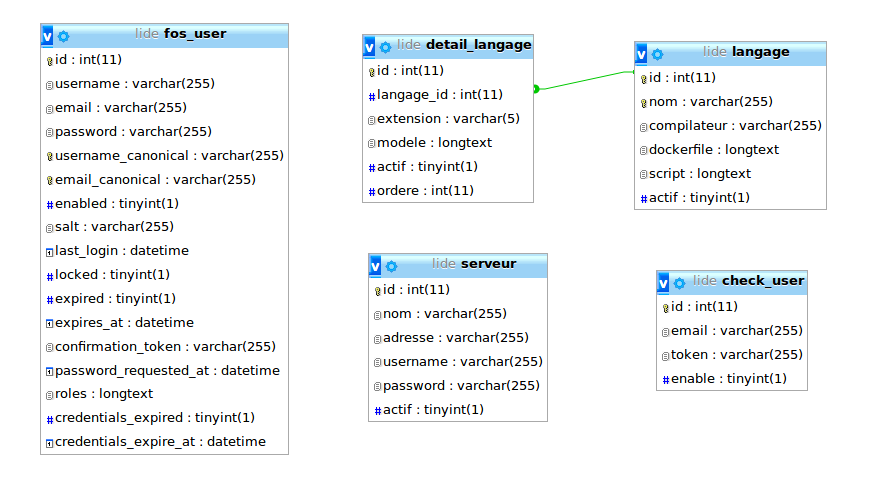 lide fos_user
id : int(11)
username : varchar(255)
email : varchar(255)
password : varchar(255)
username_canonical : varchar(255)
email_canonical : varchar(255)
enabled : tinyint(1)
salt : varchar(255)
last_login : datetime
locked : tinyint(1)
expired : tinyint(1)
expires_at : datetime
confirmation_token : varchar(255)
password_requested_at : datetime
roles : longtext
credentials_expired : tinyint(1)
credentials_expire_at : datetime
lide detail_langage
id : int(11)
langage_id : int(11)
extension : varchar(5)
modele : longtext
actif : tinyint(1)
ordere : int(11)
lide langage
id : int(11)
nom : varchar(255)
compilateur : varchar(255)
dockerfile : longtext
script : longtext
actif : tinyint(1)
lide serveur
id : int(11)
nom : varchar(255)
adresse : varchar(255)
username : varchar(255)
password : varchar(255)
actif : tinyint(1)
lide check_user
id : int(11)
email : varchar(255)
token : varchar(255)
enable : tinyint(1)